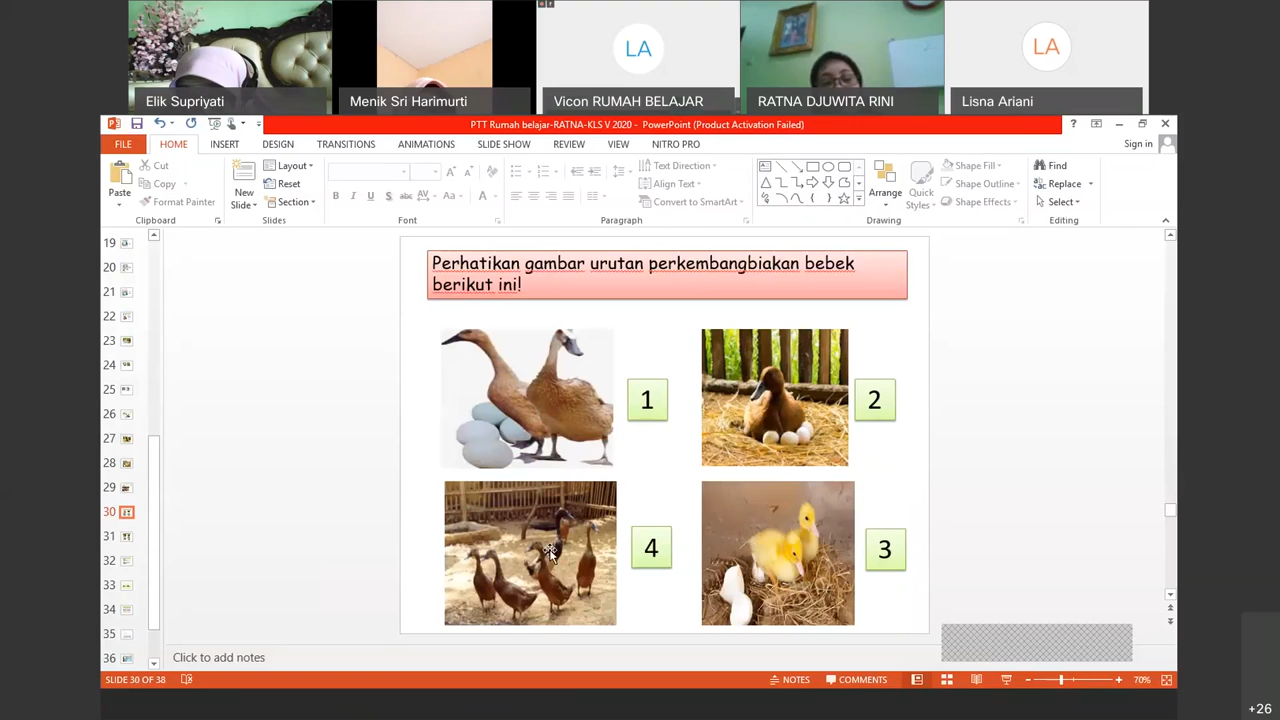 LA
LA
Elik Supriyati
Menik Sri Harimurti
Vicon RUMAH BELAJAR
RATNA DJUWITA RINI
Lisna Ariani
PTT Rumah belajar-RATNA-KLS V 2020 - PowerPoint (Product Activation Failed)
FILE HOME INSERT DESIGN TRANSITIONS ANIMATIONS SLIDE SHOW REVIEW VIEW NITRO PRO
Sign in
Paste
Cut
Copy
Format Painter
Clipboard
New
Slide
Layout
Reset
Section
Slides
B I U S abc AV Aa A
Font
Text Direction
Align Text
Convert to SmartArt
Paragraph
Arrange
Quick
Styles
Shape Fill
Shape Outline
Shape Effects
Drawing
Find
Replace
Select
Editing
19
20
21
22
23
24
25
26
27
28
29
30
31
32
33
34
35
36
Perhatikan gambar urutan perkembangbiakan bebek
berikut ini!
1
2
4
3
Click to add notes
SLIDE 30 OF 38
NOTES
COMMENTS
70%
+26